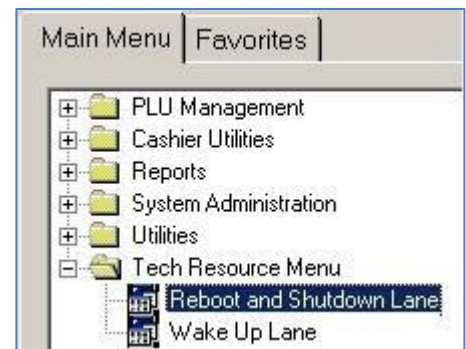 Main Menu Favorites
PLU Management
Cashier Utilities
Reports
System Administration
Utilities
Tech Resource Menu
Reboot and Shutdown Lane
Wake Up Lane